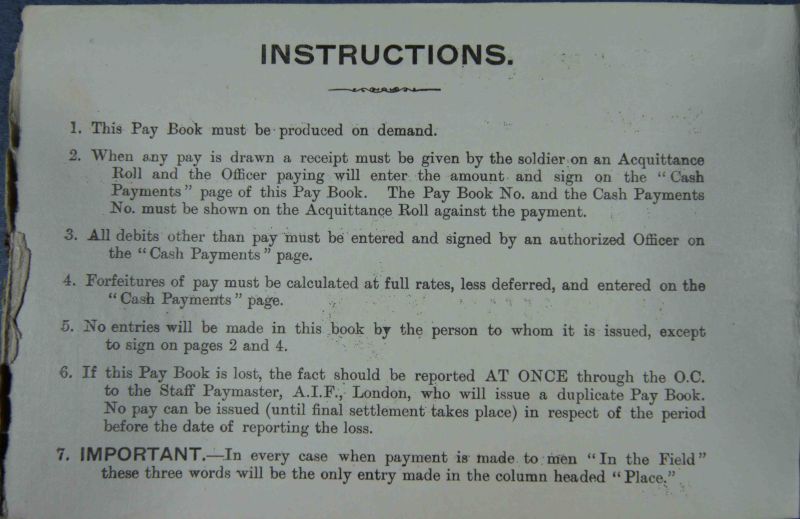 INSTRUCTIONS.
1. This Pay Book must be produced on demand.
2. When any pay is drawn a receipt must be given by the soldier on an Acquittance
Roll and the Officer paying will enter the amount and sign on the "Cash
Payments" page of this Pay Book. The Pay Book No. and the Cash Payments
No. must be shown on the Acquittance Roll against the payment.
3. All debits other than pay must be entered and signed by an authorized Officer on
the "Cash Payments" page.
4. Forfeitures of pay must be calculated at full rates, less deferred, and entered on the
"Cash Payments" page.
5. No entries will be made in this book by the person to whom it is issued, except
to sign on pages 2 and 4.
6. If this Pay Book is lost, the fact should be reported AT ONCE through the O.C.
to the Staff Paymaster, A.I.F., London, who will issue a duplicate Pay Book.
No pay can be issued (until final settlement takes place) in respect of the period
before the date of reporting the loss.
7. IMPORTANT.—In every case when payment is made to men "In the Field"
these three words will be the only entry made in the column headed "Place."